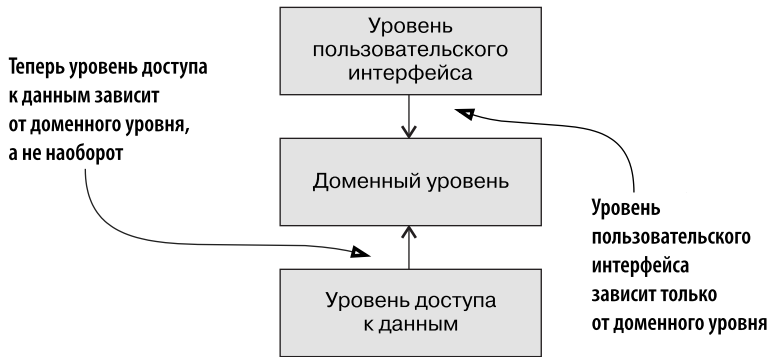 Уровень
пользовательского
интерфейса
Теперь уровень доступа
к данным зависит
от доменного уровня,
а не наоборот
Доменный уровень
Уровень
пользовательского
интерфейса
зависит только
от доменного уровня
Уровень доступа
к данным